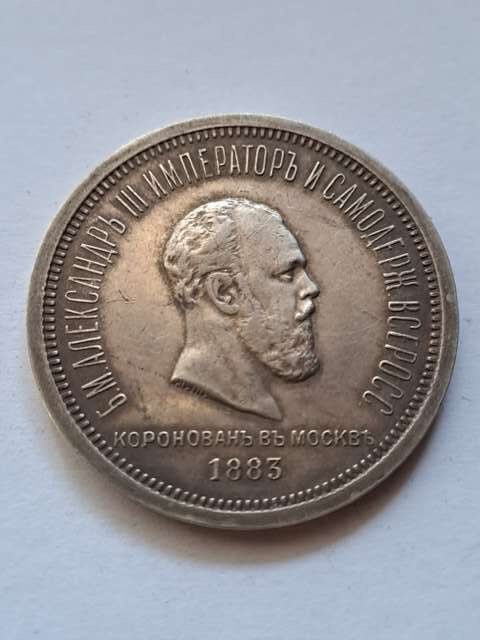 Б.М. АЛЕКСАНДРЪ III ИМПЕРАТОРЪ И САМОДЕРЖ. ВСЕРОСС.
КОРОНОВАНЪ ВЪ МОСКВѢ
1883